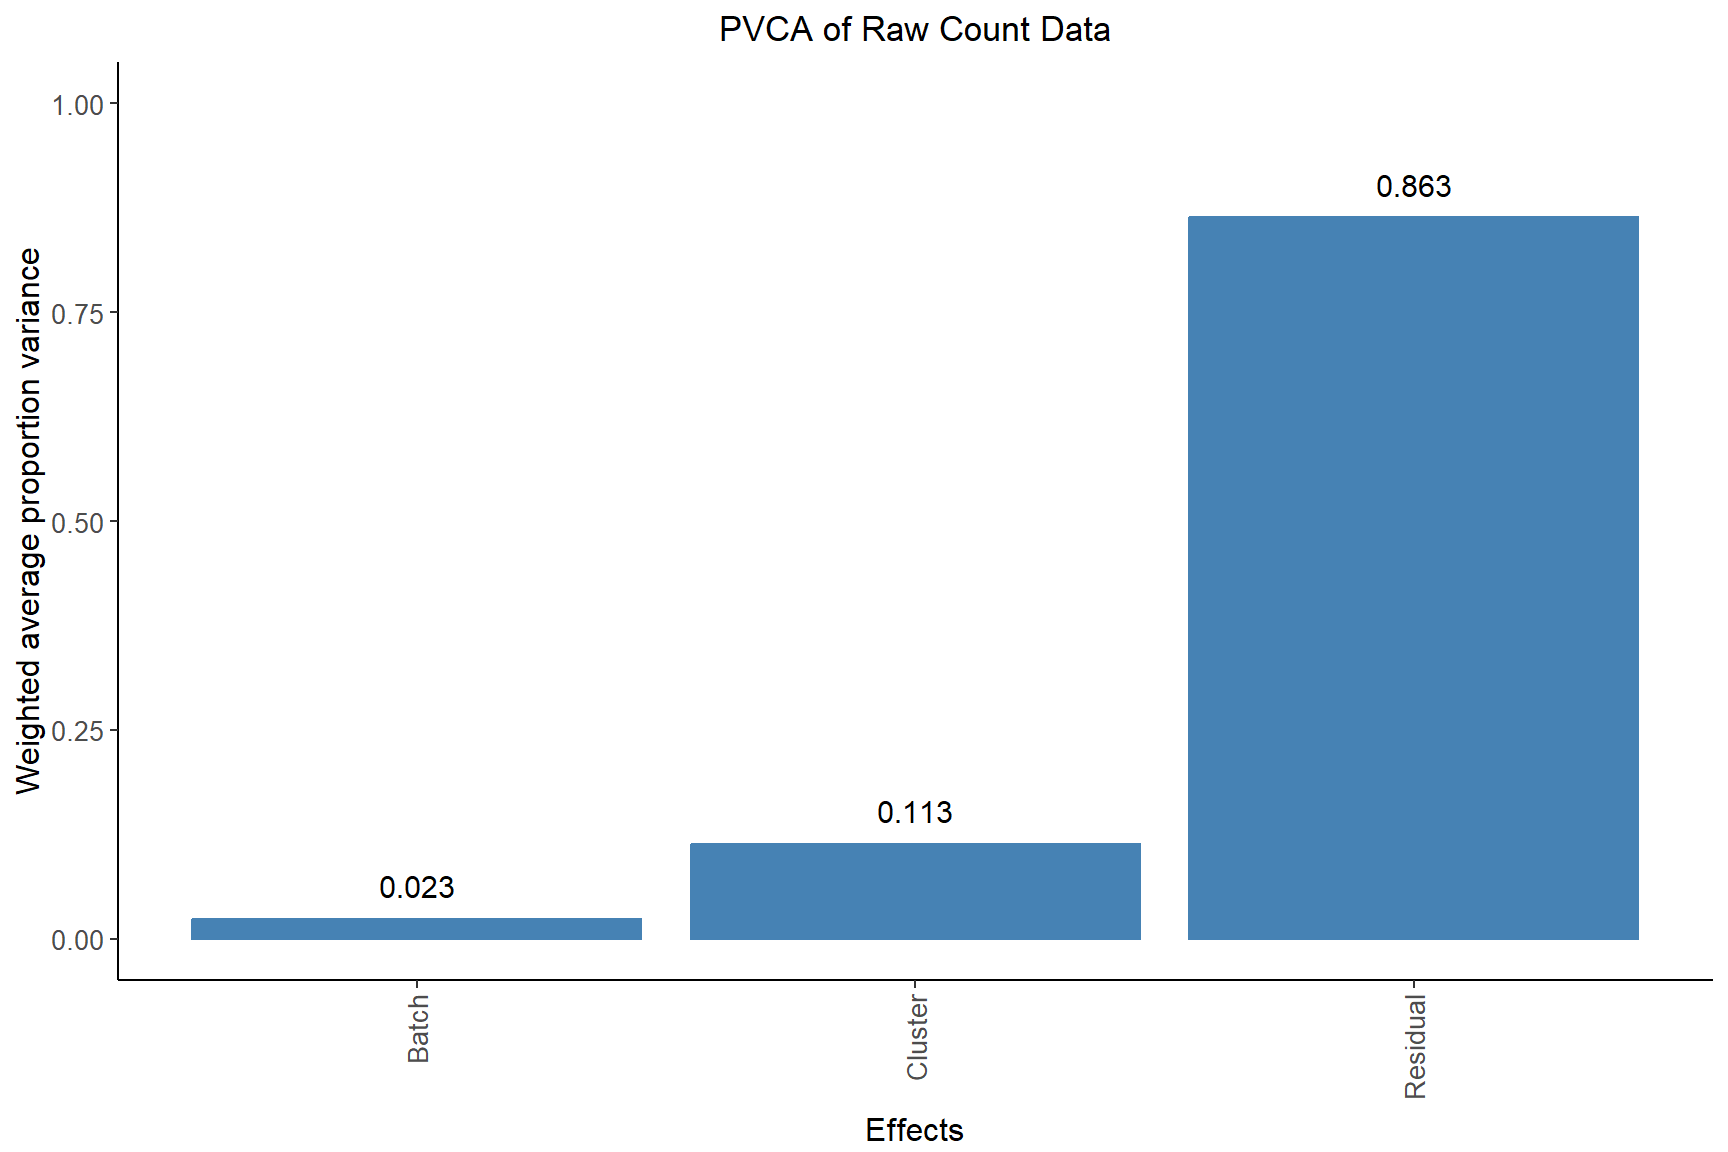 PVCA of Raw Count Data
Weighted average proportion variance
1.00
0.75
0.50
0.25
0.00
0.023
0.113
0.863
Batch
Cluster
Residual
Effects